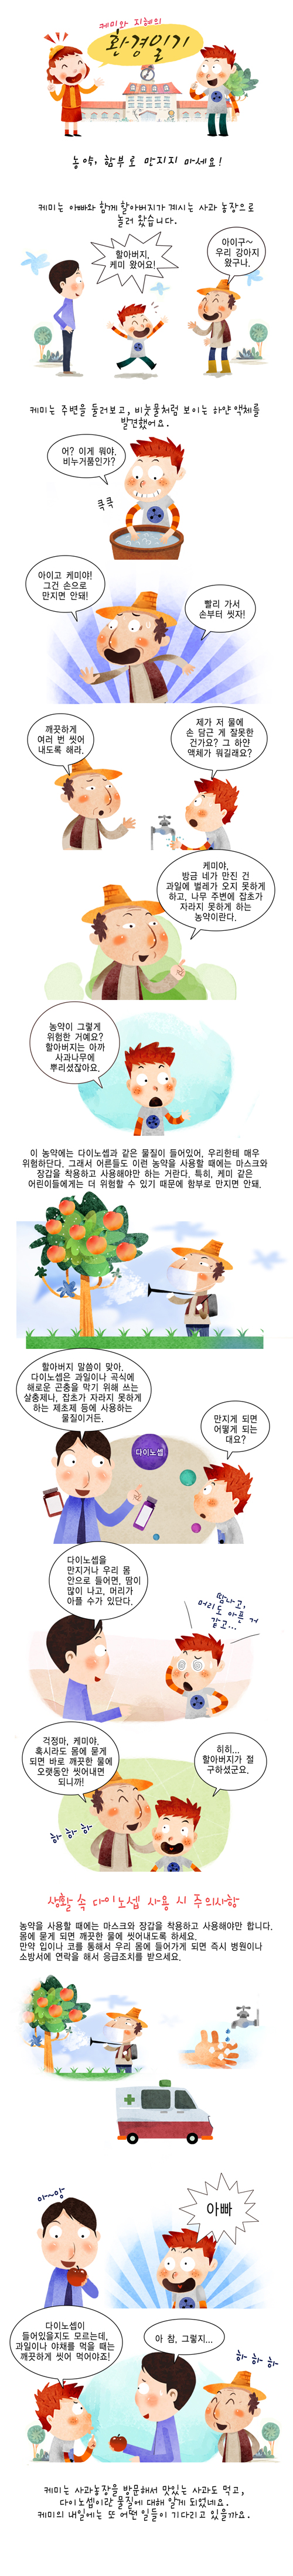 케미와 지혜의
환경일기
농약, 함부로 만지지 마세요!
케미는 아빠와 함께 할아버지가 계시는 사과 농장으로
놀러 왔습니다.
할아버지,
케미 왔어요!
아이구~
우리 강아지
왔구나.
케미는 주변을 둘러보고, 비눗물처럼 보이는 하얀 액체를
발견했어요.
어? 이게 뭐야.
비누거품인가?
킥킥
아이고 케미야!
그건 손으로
만지면 안돼!
빨리 가서
손부터 씻자!
깨끗하게
여러 번 씻어
내도록 해라.
제가 저 물에
손 담근 게 잘못한
건가요? 그 하얀
액체가 뭐길래요?
케미야,
방금 네가 만진 건
과일에 벌레가 오지 못하게
하고, 나무 주변에 잡초가
자라지 못하게 하는
농약이란다.
농약이 그렇게
위험한 거예요?
할아버지는 아까
사과나무에
뿌리셨잖아요.
이 농약에는 다이노셉과 같은 물질이 들어있어, 우리한테 매우
위험하단다. 그래서 어른들도 이런 농약을 사용할 때에는 마스크와
장갑을 착용하고 사용해야만 하는 거란다. 특히, 케미 같은
어린이들에게는 더 위험할 수 있기 때문에 함부로 만지면 안돼.
할아버지 말씀이 맞아.
다이노셉은 과일이나 곡식에
해로운 곤충을 막기 위해 쓰는
살충제나, 잡초가 자라지 못하게
하는 제초제 등에 사용하는
물질이거든.
다이노셉
만지게 되면
어떻게 되는
대요?
다이노셉을
만지거나 우리 몸
안으로 들어면, 땀이
많이 나고, 머리가
아플 수가 있단다.
땀나고,
머리도 아픈 거
같고...
걱정마, 케미야.
혹시라도 몸에 묻게
되면 바로 깨끗한 물에
오랫동안 씻어내면
되니까!
히히...
할아버지가 절
구하셨군요.
하 하 하
생활 속 다이노셉 사용 시 주의사항
농약을 사용할 때에는 마스크와 장갑을 착용하고 사용해야만 합니다.
몸에 묻게 되면 깨끗한 물에 씻어내도록 하세요.
만약 입이나 코를 통해서 우리 몸에 들어가게 되면 즉시 병원이나
소방서에 연락을 해서 응급조치를 받으세요.
아~앙
아빠
다이노셉이
들어있을지도 모르는데,
과일이나 야채를 먹을 때는
깨끗하게 씻어 먹어야죠!
아 참, 그렇지...
하 하 하
케미는 사과농장을 방문해서 맛있는 사과도 먹고,
다이노셉이란 물질에 대해 알게 되었네요.
케미의 내일에는 또 어떤 일들이 기다리고 있을까요.